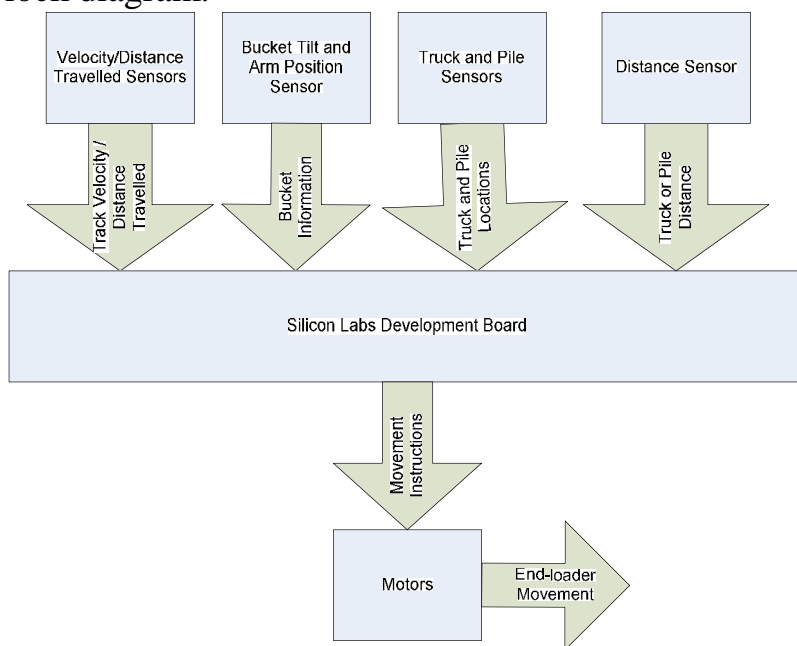 Velocity/Distance
Travelled Sensors
Bucket Tilt and
Arm Position
Sensor
Truck and Pile
Sensors
Distance Sensor
Track Velocity /
Distance
Travelled
Bucket
Information
Truck and Pile
Locations
Truck or Pile
Distance
Silicon Labs Development Board
Movement
Instructions
Motors
End-loader
Movement